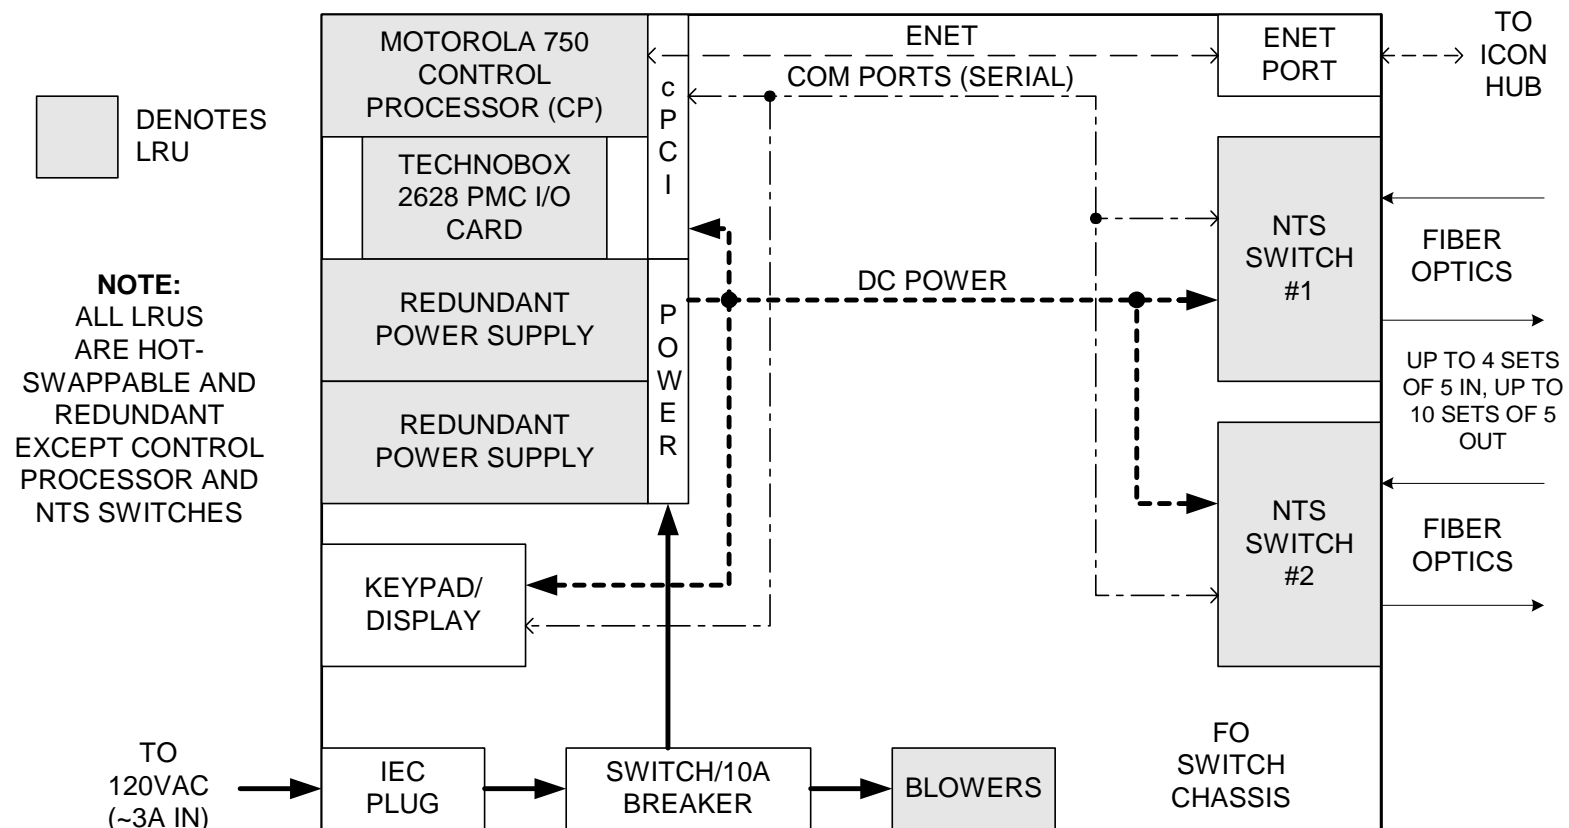 MOTOROLA 750
CONTROL
PROCESSOR (CP)
cPCI
ENET
COM PORTS (SERIAL)
ENET
PORT
TO
ICON
HUB
DENOTES
LRU
TECHNOBOX
2628 PMC I/O
CARD
NOTE:
ALL LRUS
ARE HOT-
SWAPPABLE AND
REDUNDANT
EXCEPT CONTROL
PROCESSOR AND
NTS SWITCHES
REDUNDANT
POWER SUPPLY
REDUNDANT
POWER SUPPLY
POWER
DC POWER
NTS
SWITCH
#1
FIBER
OPTICS
UP TO 4 SETS
OF 5 IN, UP TO
10 SETS OF 5
OUT
NTS
SWITCH
#2
FIBER
OPTICS
KEYPAD/
DISPLAY
TO
120VAC
(~3A IN)
IEC
PLUG
SWITCH/10A
BREAKER
BLOWERS
FO
SWITCH
CHASSIS